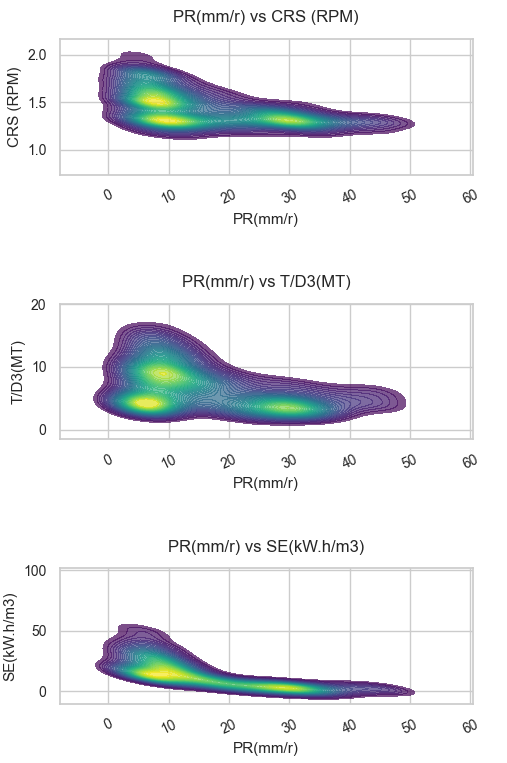 PR(mm/r) vs CRS (RPM)
2.0
1.5
1.0
CRS (RPM)
0 10 20 30 40 50 60
PR(mm/r)
PR(mm/r) vs T/D3(MT)
20
10
0
T/D3(MT)
0 10 20 30 40 50 60
PR(mm/r)
PR(mm/r) vs SE(kW.h/m3)
100
50
0
SE(kW.h/m3)
0 10 20 30 40 50 60
PR(mm/r)